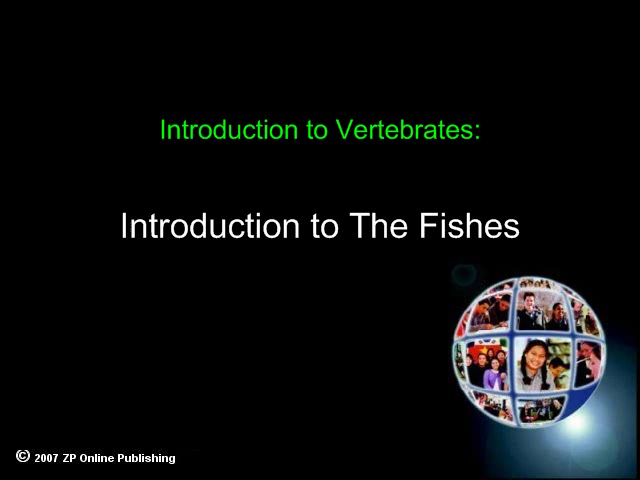 Introduction to Vertebrates:
Introduction to The Fishes
© 2007 ZP Online Publishing